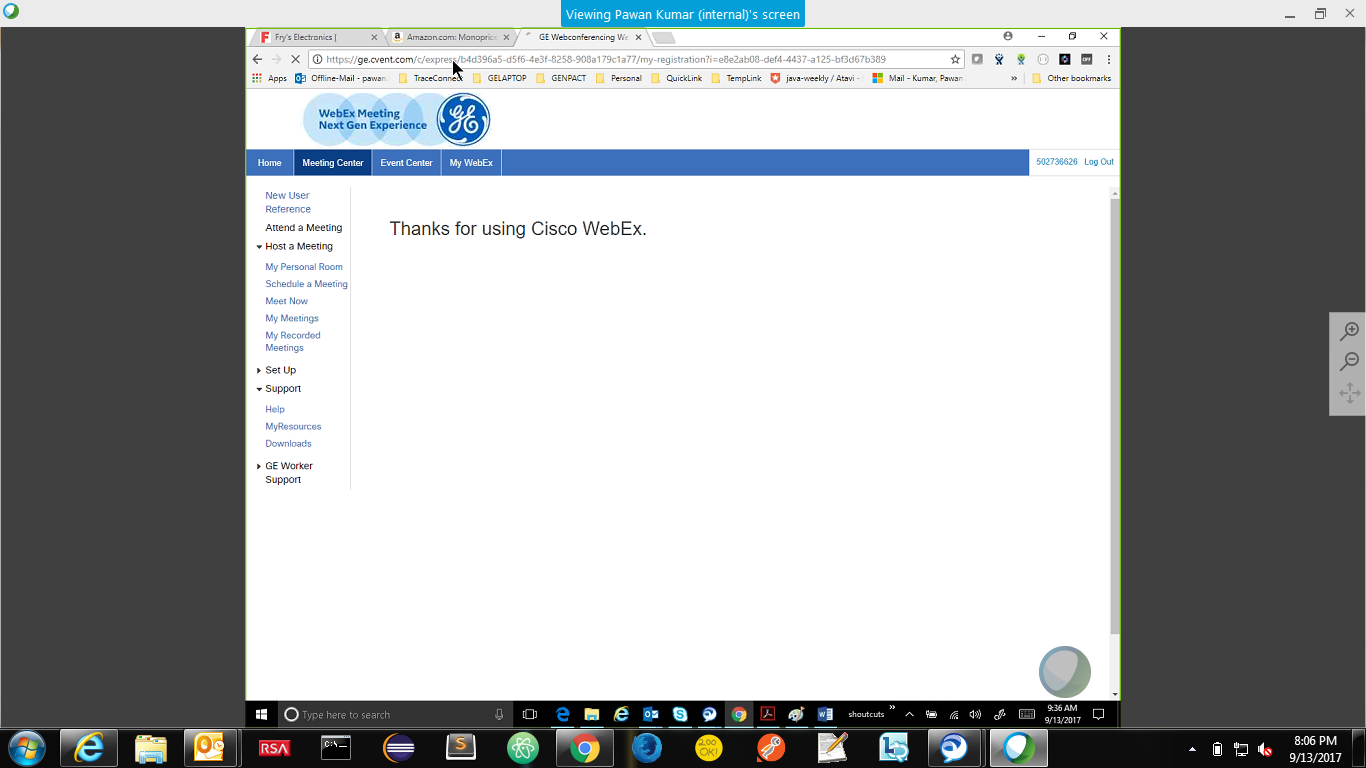 Viewing Pawan Kumar (internal)'s screen
Fry's Electronics |
Amazon.com: Monoprice
GE Webconferencing We
https://ge.cvent.com/c/express/b4d396a5-d5f6-4e3f-8258-908a179c1a77/my-registration?i=e8e2ab08-def4-4437-a125-bf3d67b389
Apps
Offline-Mail - pawan.
TraceConnect
GELAPTOP
GENPACT
Personal
QuickLink
TempLink
java-weekly / Atavi -
Mail - Kumar, Pawan
»
Other bookmarks
WebEx Meeting
Next Gen Experience
Home
Meeting Center
Event Center
My WebEx
502736626 Log Out
New User
Reference
Attend a Meeting
Host a Meeting
My Personal Room
Schedule a Meeting
Meet Now
My Meetings
My Recorded
Meetings
Set Up
Support
Help
MyResources
Downloads
GE Worker
Support
Thanks for using Cisco WebEx.
Type here to search
shoutcuts
»
9:36 AM
9/13/2017
RSA
C:\_
200
OK!
8:06 PM
9/13/2017